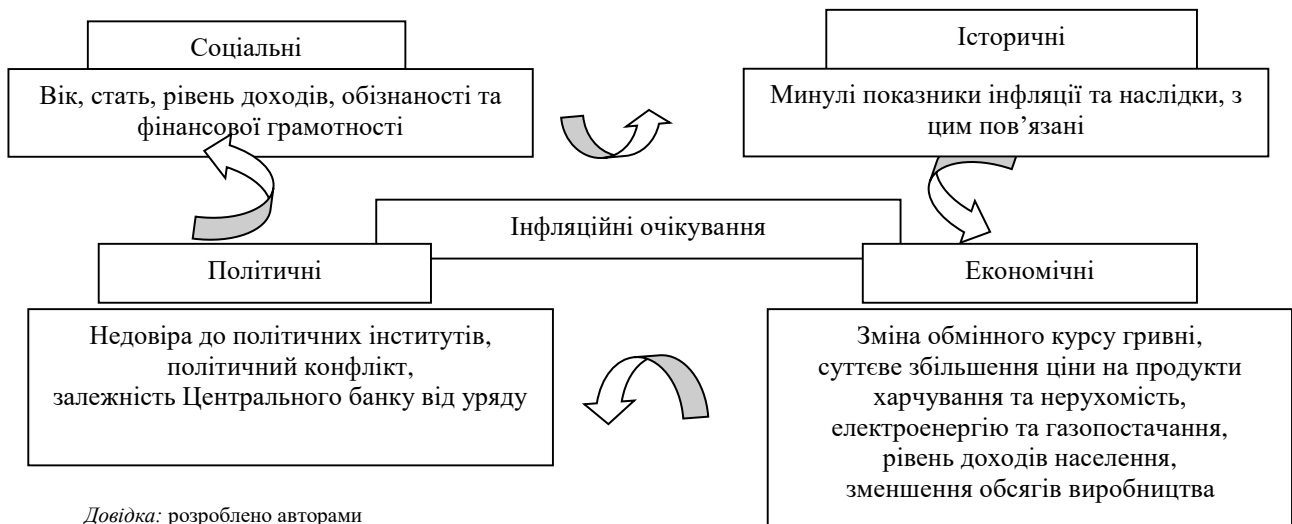 Соціальні
Вік, стать, рівень доходів, обізнаності та
фінансової грамотності
Історичні
Минулі показники інфляції та наслідки, з
цим пов’язані
Інфляційні очікування
Політичні
Недовіра до політичних інститутів,
політичний конфлікт,
залежність Центрального банку від уряду
Економічні
Зміна обмінного курсу гривні,
суттєве збільшення ціни на продукти
харчування та нерухомість,
електроенергію та газопостачання,
рівень доходів населення,
зменшення обсягів виробництва
Довідка: розроблено авторами